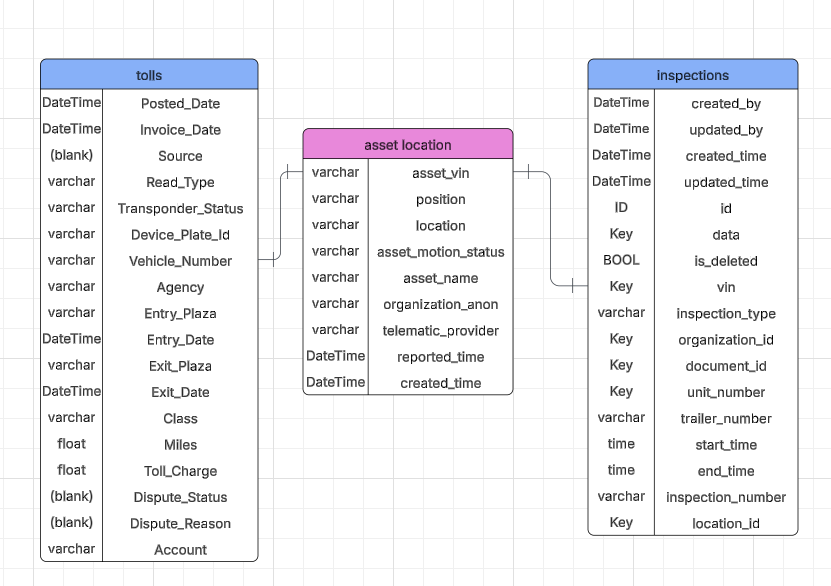 tolls
DateTime Posted_Date
DateTime Invoice_Date
(blank) Source
varchar Read_Type
varchar Transponder_Status
varchar Device_Plate_Id
varchar Vehicle_Number
varchar Agency
varchar Entry_Plaza
DateTime Entry_Date
varchar Exit_Plaza
DateTime Exit_Date
varchar Class
float Miles
float Toll_Charge
(blank) Dispute_Status
(blank) Dispute_Reason
varchar Account
asset location
varchar asset_vin
varchar position
varchar location
varchar asset_motion_status
varchar asset_name
varchar organization_anon
varchar telematic_provider
DateTime reported_time
DateTime created_time
inspections
DateTime created_by
DateTime updated_by
DateTime created_time
DateTime updated_time
ID id
Key data
BOOL is_deleted
Key vin
varchar inspection_type
Key organization_id
Key document_id
Key unit_number
varchar trailer_number
time start_time
time end_time
varchar inspection_number
Key location_id